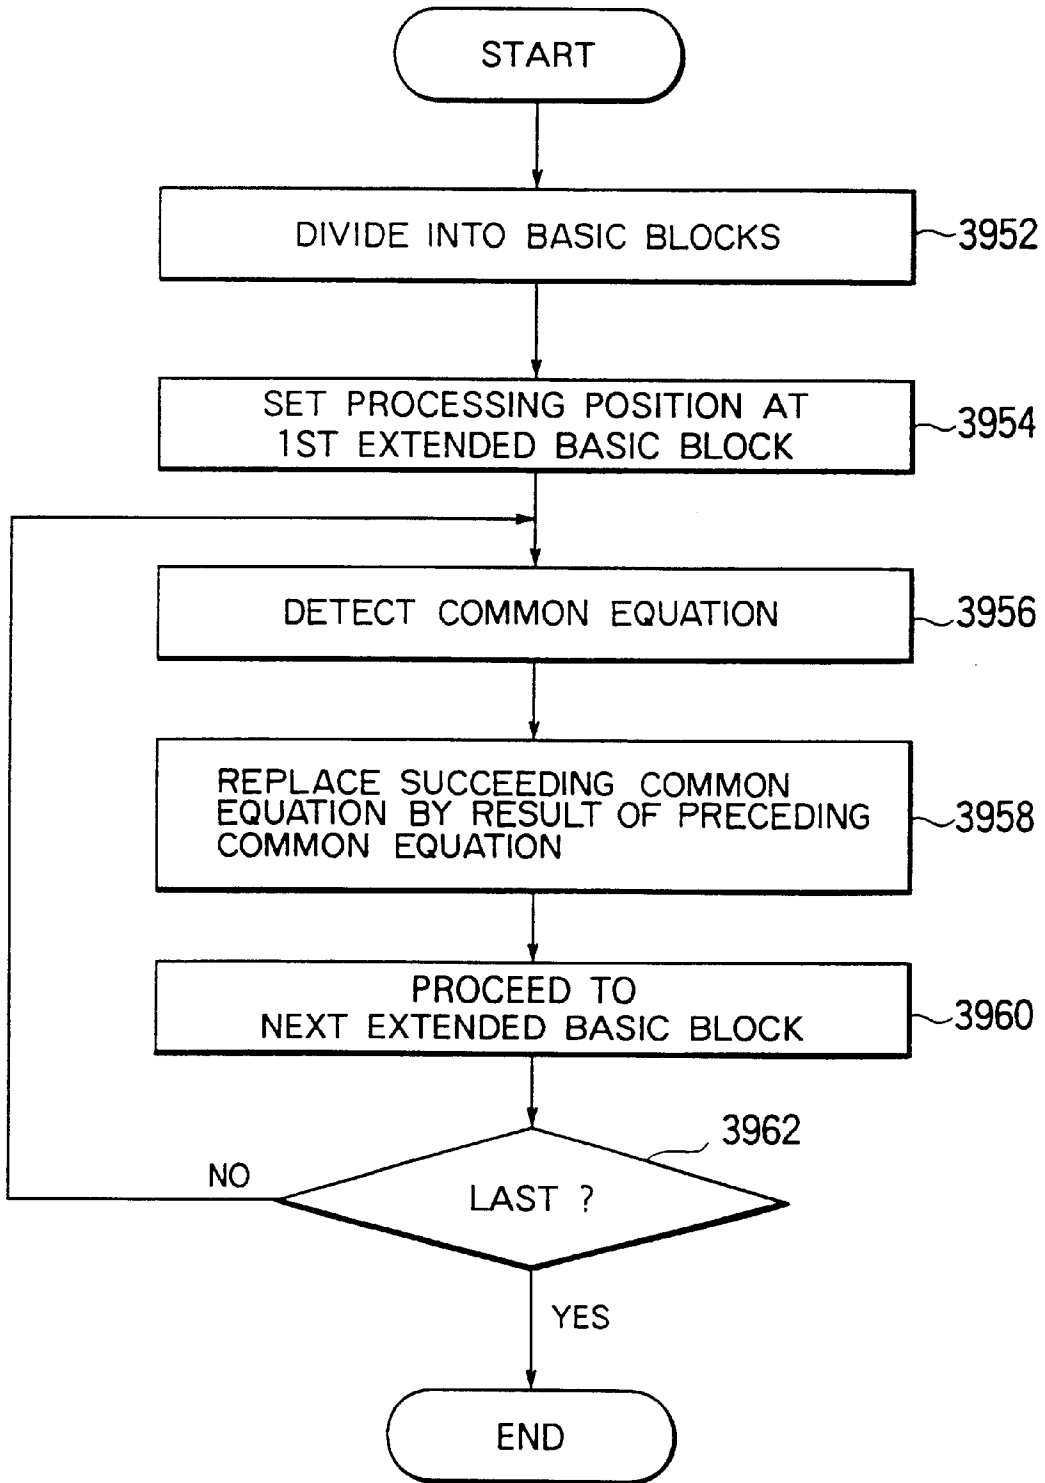 START
DIVIDE INTO BASIC BLOCKS
3952
SET PROCESSING POSITION AT
1ST EXTENDED BASIC BLOCK
3954
DETECT COMMON EQUATION
3956
REPLACE SUCCEEDING COMMON
EQUATION BY RESULT OF PRECEDING
COMMON EQUATION
3958
PROCEED TO
NEXT EXTENDED BASIC BLOCK
3960
3962
NO
LAST ?
YES
END